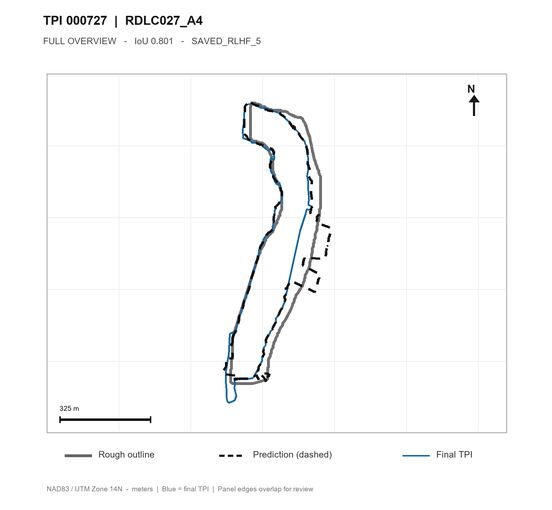 TPI 000727 | RDLC027_A4
FULL OVERVIEW - IoU 0.801 - SAVED_RLHF_5
N
325 m
Rough outline
Prediction (dashed)
Final TPI
NAD83 / UTM Zone 14N - meters | Blue = final TPI | Panel edges overlap for review